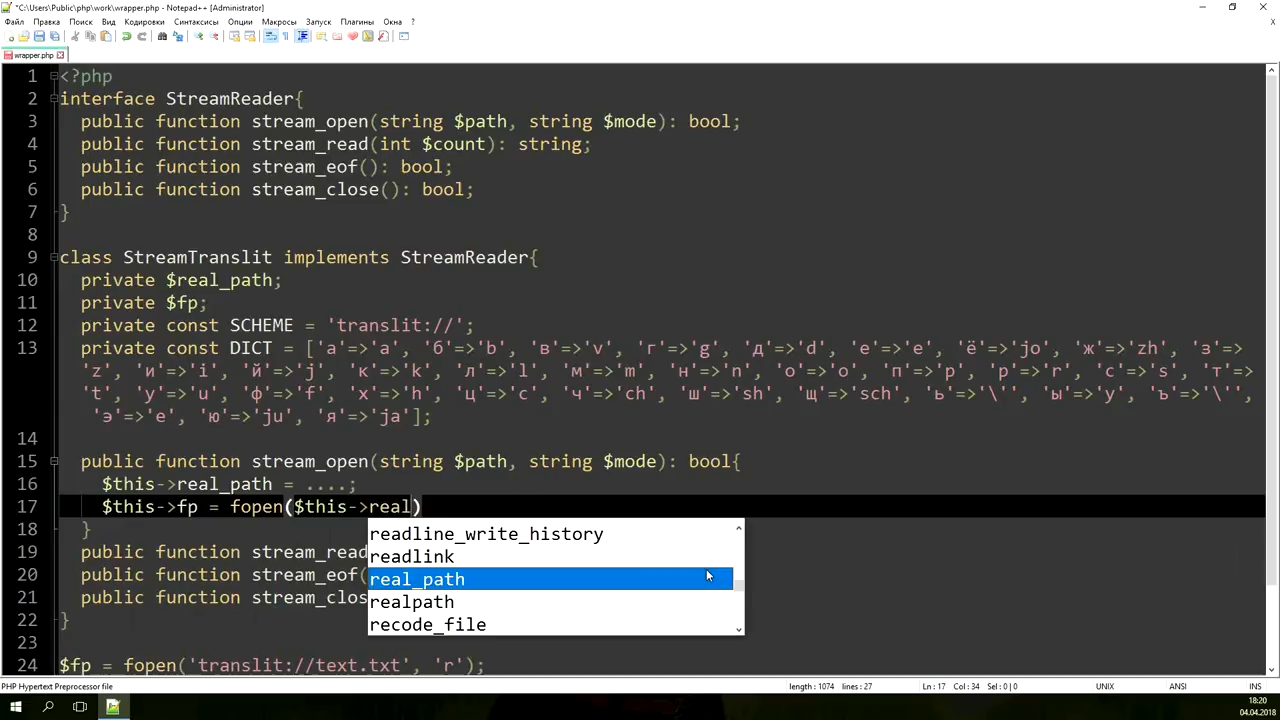 *C:\Users\Public\php\work\wrapper.php - Notepad++ [Administrator]
Файл Правка Поиск Вид Кодировки Синтаксисы Опции Макросы Запуск Плагины Окна ?
X
wrapper.php
1 <?php
2 interface StreamReader{
3 public function stream_open(string $path, string $mode): bool;
4 public function stream_read(int $count): string;
5 public function stream_eof(): bool;
6 public function stream_close(): bool;
7 }
8
9 class StreamTranslit implements StreamReader{
10 private $real_path;
11 private $fp;
12 private const SCHEME = 'translit://';
13 private const DICT = ['а'=>'a', 'б'=>'b', 'в'=>'v', 'г'=>'g', 'д'=>'d', 'е'=>'e', 'ё'=>'jo', 'ж'=>'zh', 'з'=>
'z', 'и'=>'i', 'й'=>'j', 'к'=>'k', 'л'=>'l', 'м'=>'m', 'н'=>'n', 'о'=>'o', 'п'=>'p', 'р'=>'r', 'с'=>'s', 'т'=>
't', 'у'=>'u', 'ф'=>'f', 'х'=>'h', 'ц'=>'c', 'ч'=>'ch', 'ш'=>'sh', 'щ'=>'sch', 'ь'=>'\'', 'ы'=>'y', 'ъ'=>'\'',
'э'=>'e', 'ю'=>'ju', 'я'=>'ja'];
14
15 public function stream_open(string $path, string $mode): bool{
16 $this->real_path = ....;
17 $this->fp = fopen($this->real)
18 }
readline_write_history
19 public function stream_read
readlink
20 public function stream_eof(
real_path
21 public function stream_clos
realpath
22 }
recode_file
23
24 $fp = fopen('translit://text.txt', 'r');
PHP Hypertext Preprocessor file length : 1074 lines : 27 Ln : 17 Col : 34 Sel : 0 | 0 UNIX ANSI INS
18:20
04.04.2018